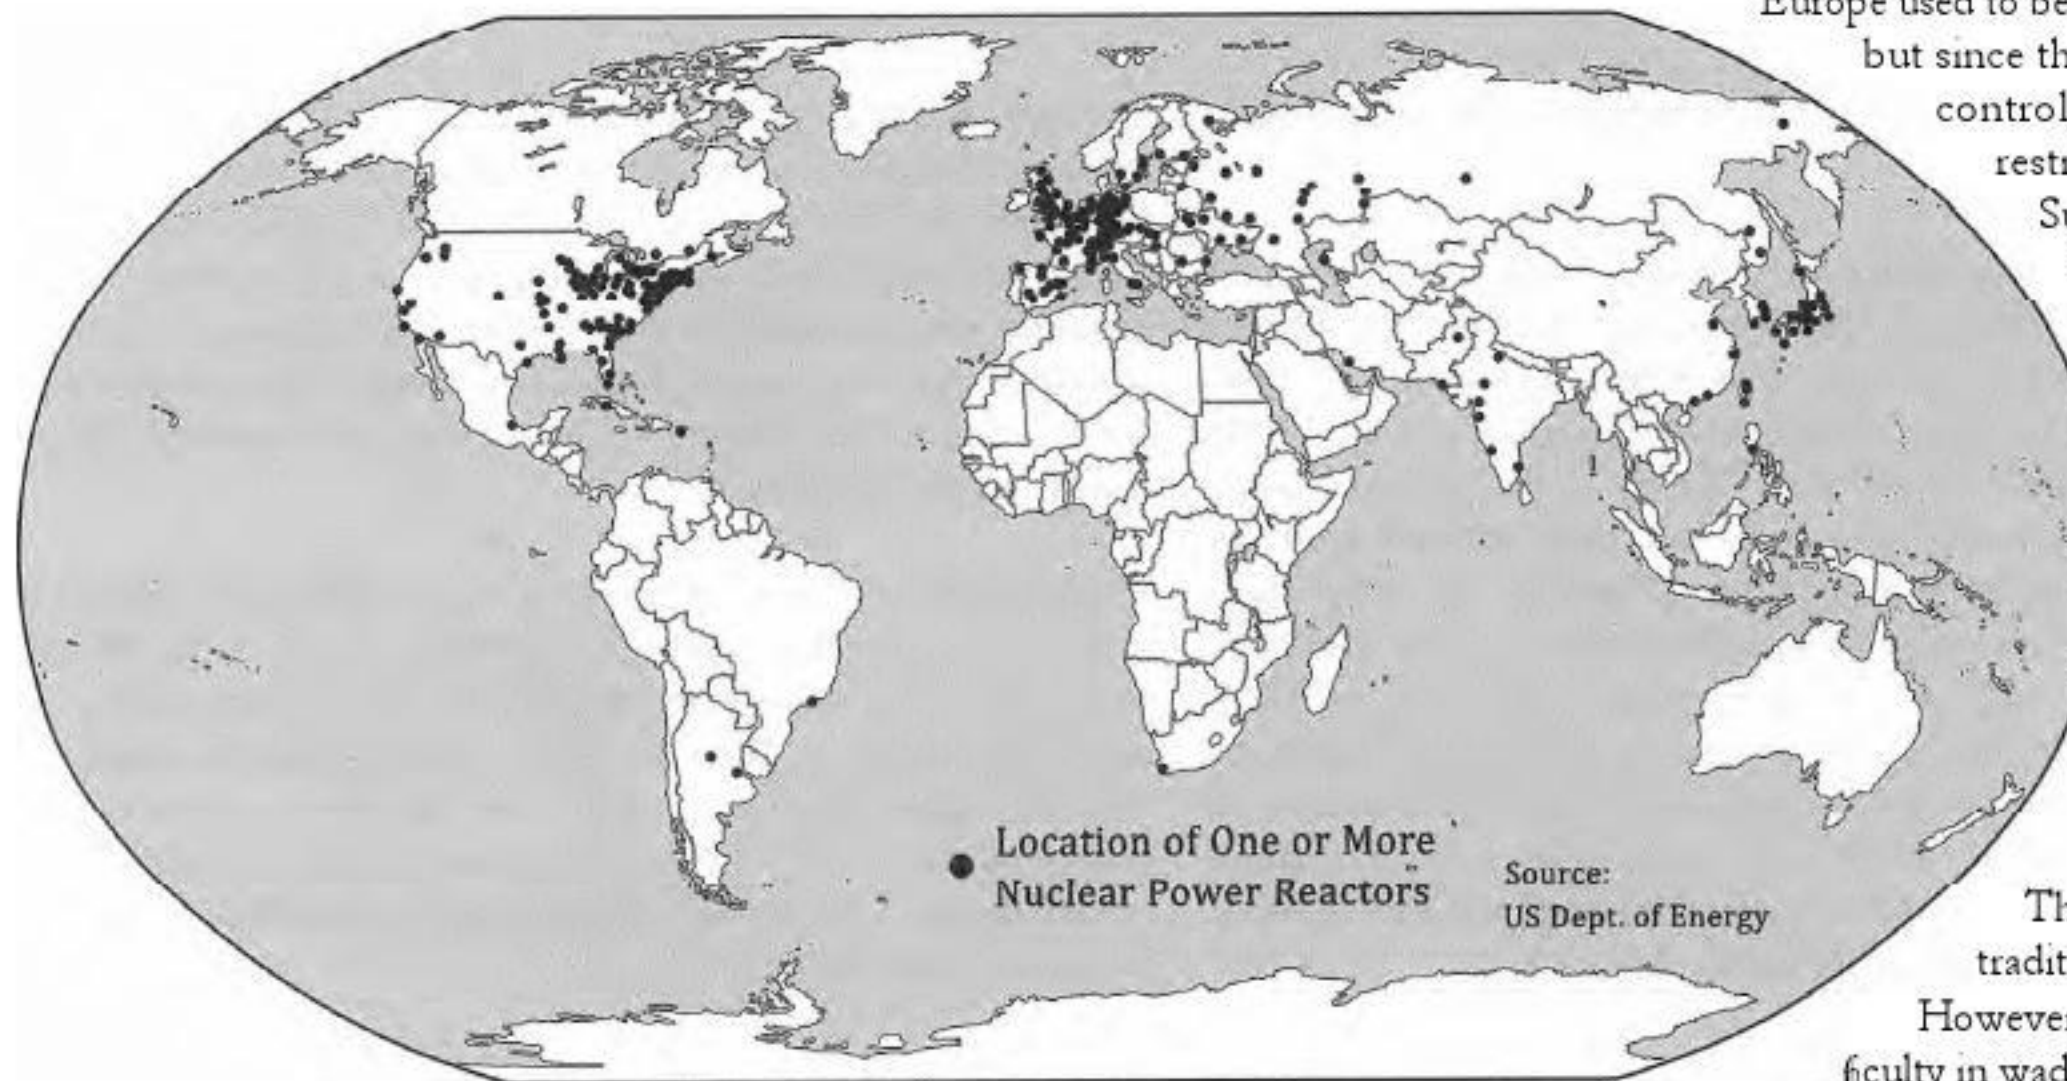 Europe used to be
but since th
control
restr
Su
Location of One or More
Nuclear Power Reactors
Source:
US Dept. of Energy
Th
tradit
However
ficulty in wad